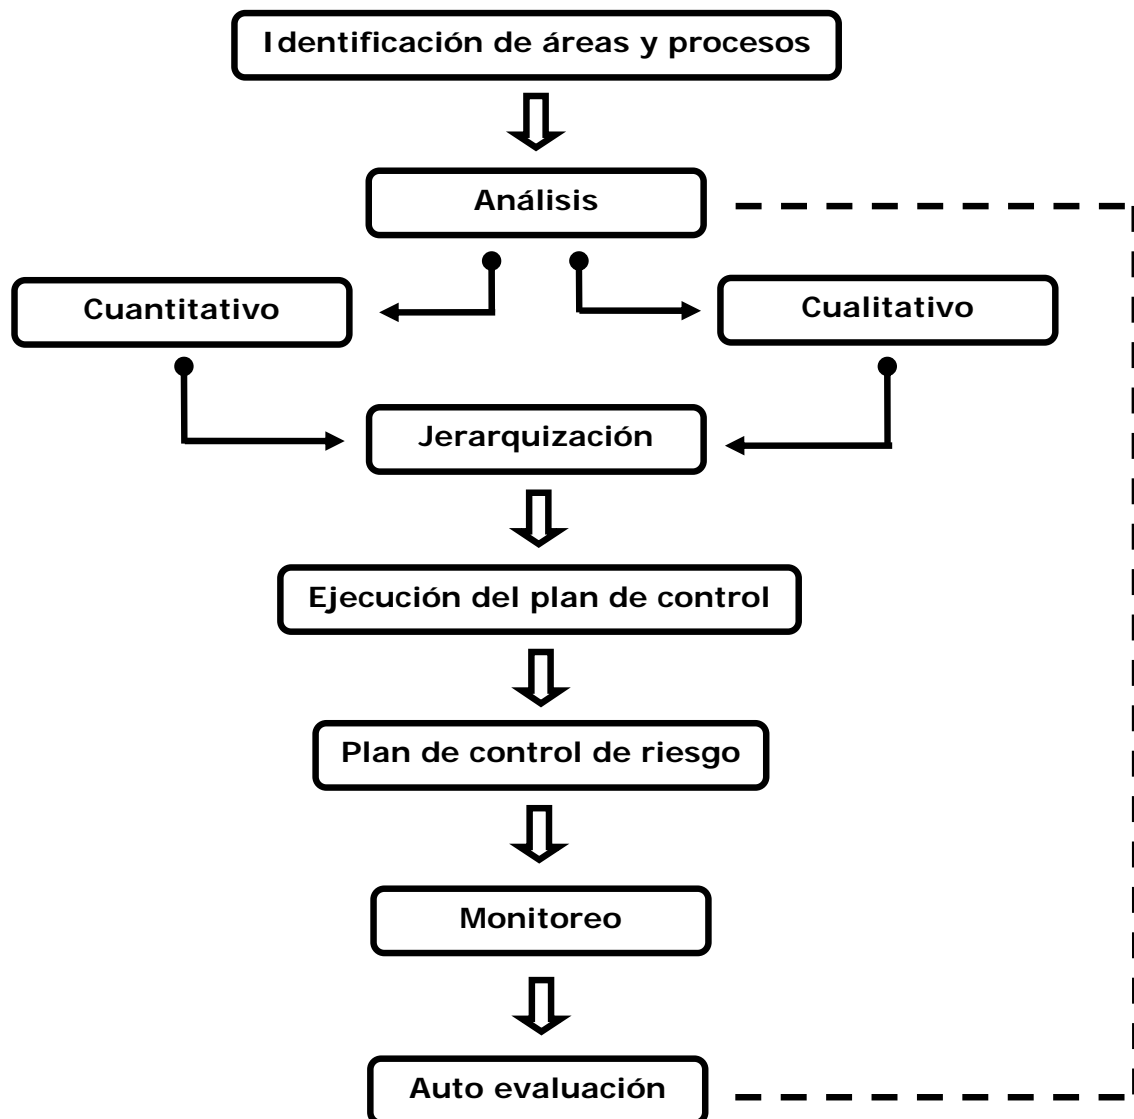 Identificación de áreas y procesos
Análisis
Cuantitativo
Cualitativo
Jerarquización
Ejecución del plan de control
Plan de control de riesgo
Monitoreo
Auto evaluación